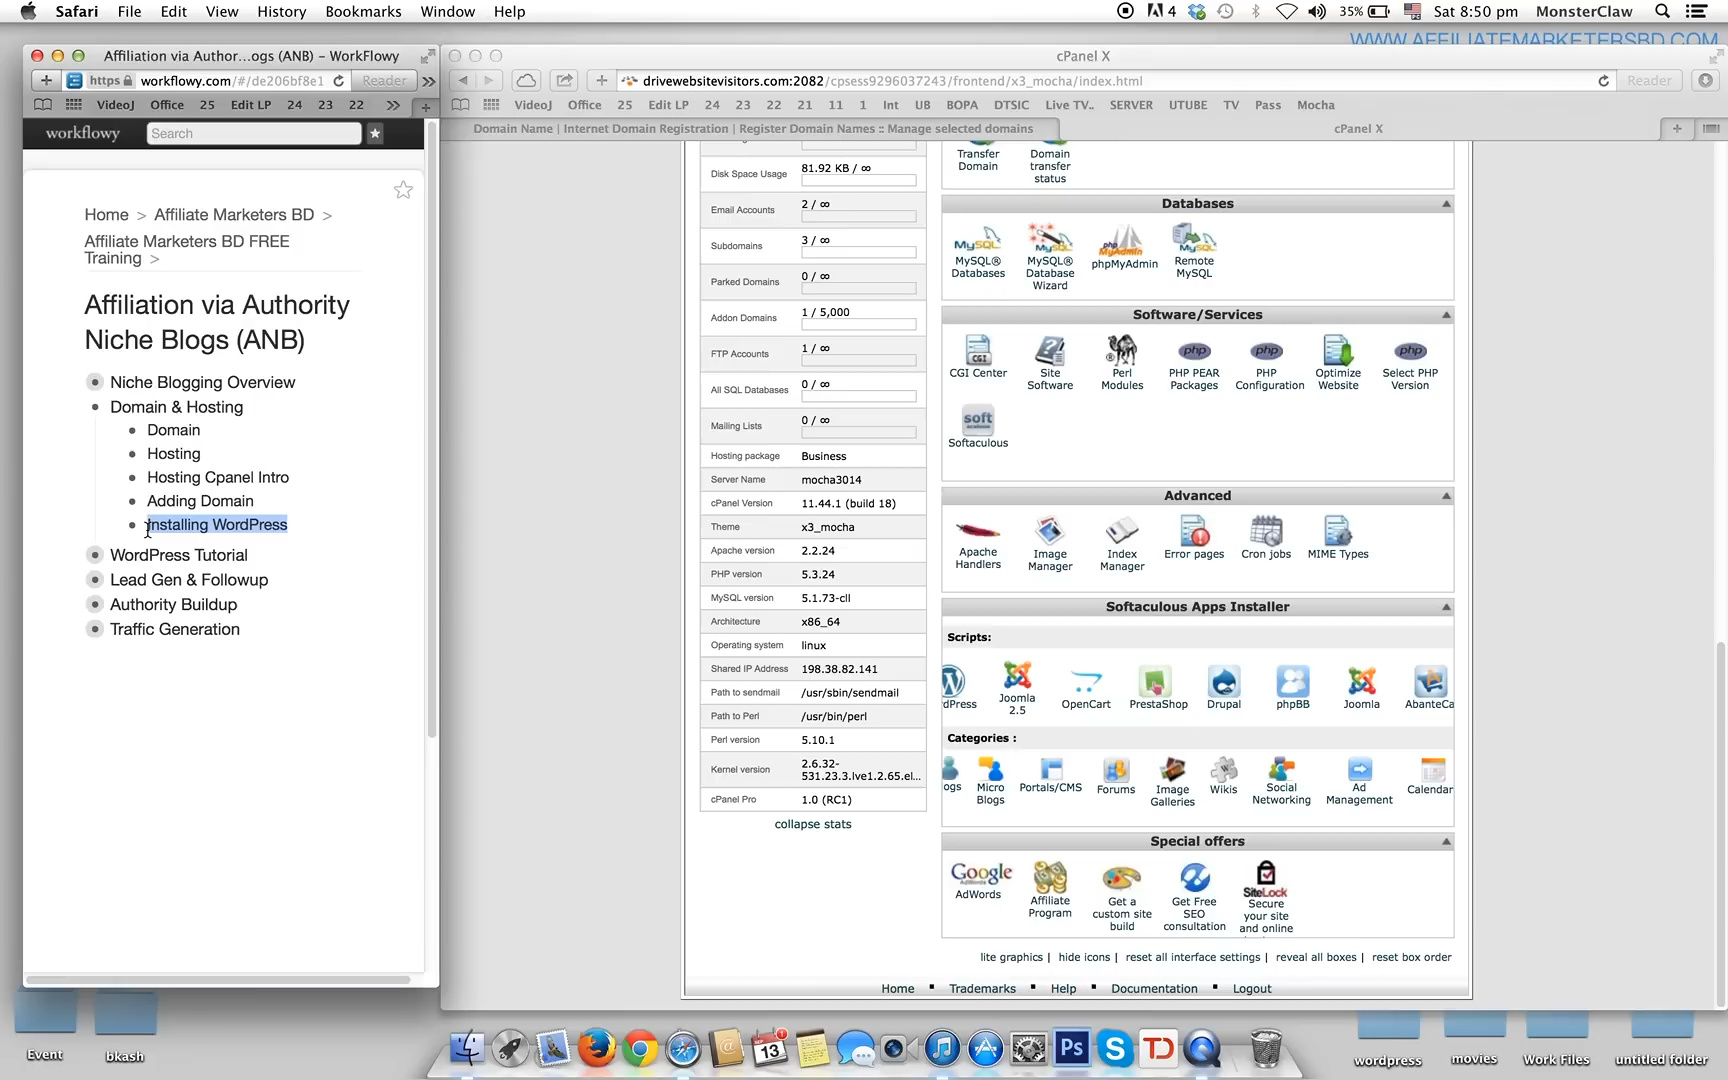 Safari File Edit View History Bookmarks Window Help
4 35% Sat 8:50 pm MonsterClaw
WWW.AFFILIATEMARKETERSBD.COM
Affiliation via Author...ogs (ANB) – WorkFlowy
https workflowy.com/#/de206bf8e1 Reader
VideoJ Office 25 Edit LP 24 23 22
workflowy Search
Home > Affiliate Marketers BD >
Affiliate Marketers BD FREE
Training >
Affiliation via Authority
Niche Blogs (ANB)
Niche Blogging Overview
Domain & Hosting
Domain
Hosting
Hosting Cpanel Intro
Adding Domain
Installing WordPress
WordPress Tutorial
Lead Gen & Followup
Authority Buildup
Traffic Generation
cPanel X
drivewebsitevisitors.com:2082/cpsess9296037243/frontend/x3_mocha/index.html Reader
VideoJ Office 25 Edit LP 24 23 22 21 11 1 Int UB BOPA DTSIC Live TV.. SERVER UTUBE TV Pass Mocha
Domain Name | Internet Domain Registration | Register Domain Names :: Manage selected domains
cPanel X
Disk Space Usage 81.92 KB / ∞
Email Accounts 2 / ∞
Subdomains 3 / ∞
Parked Domains 0 / ∞
Addon Domains 1 / 5,000
FTP Accounts 1 / ∞
All SQL Databases 0 / ∞
Mailing Lists 0 / ∞
Hosting package Business
Server Name mocha3014
cPanel Version 11.44.1 (build 18)
Theme x3_mocha
Apache version 2.2.24
PHP version 5.3.24
MySQL version 5.1.73-cll
Architecture x86_64
Operating system linux
Shared IP Address 198.38.82.141
Path to sendmail /usr/sbin/sendmail
Path to Perl /usr/bin/perl
Perl version 5.10.1
Kernel version 2.6.32-
531.23.3.lve1.2.65.el...
cPanel Pro 1.0 (RC1)
collapse stats
Transfer
Domain
Domain
transfer
status
Databases
MySQL®
Databases
MySQL®
Database
Wizard
phpMyAdmin
Remote
MySQL
Software/Services
CGI Center
Site
Software
Perl
Modules
PHP PEAR
Packages
PHP
Configuration
Optimize
Website
Select PHP
Version
Softaculous
Advanced
Apache
Handlers
Image
Manager
Index
Manager
Error pages
Cron jobs
MIME Types
Softaculous Apps Installer
Scripts:
dPress
Joomla
2.5
OpenCart
PrestaShop
Drupal
phpBB
Joomla
AbanteCa
Categories :
ogs
Micro
Blogs
Portals/CMS
Forums
Image
Galleries
Wikis
Social
Networking
Ad
Management
Calendar
Special offers
Google
AdWords
Affiliate
Program
Get a
custom site
build
Get Free
SEO
consultation
SiteLock
Secure
your site
and online
lite graphics | hide icons | reset all interface settings | reveal all boxes | reset box order
Home Trademarks Help Documentation Logout
Event
bkash
wordpress
movies
Work Files
untitled folder